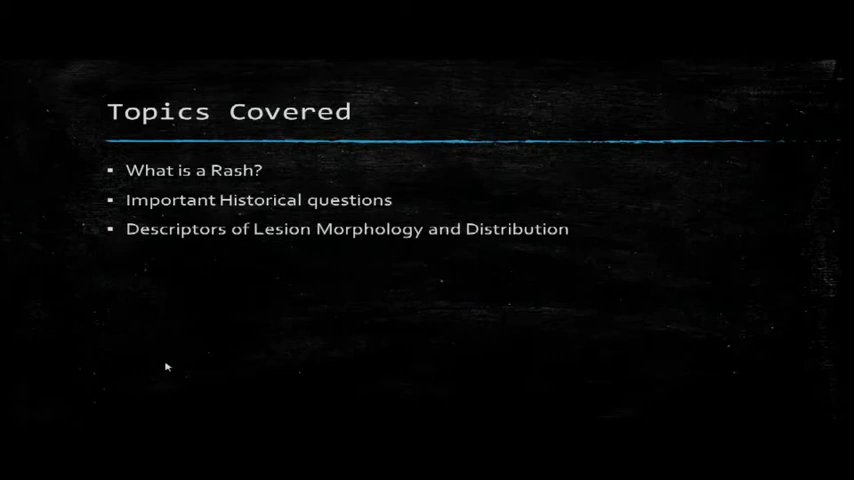 Topics Covered
▪ What is a Rash?
▪ Important Historical questions
▪ Descriptors of Lesion Morphology and Distribution